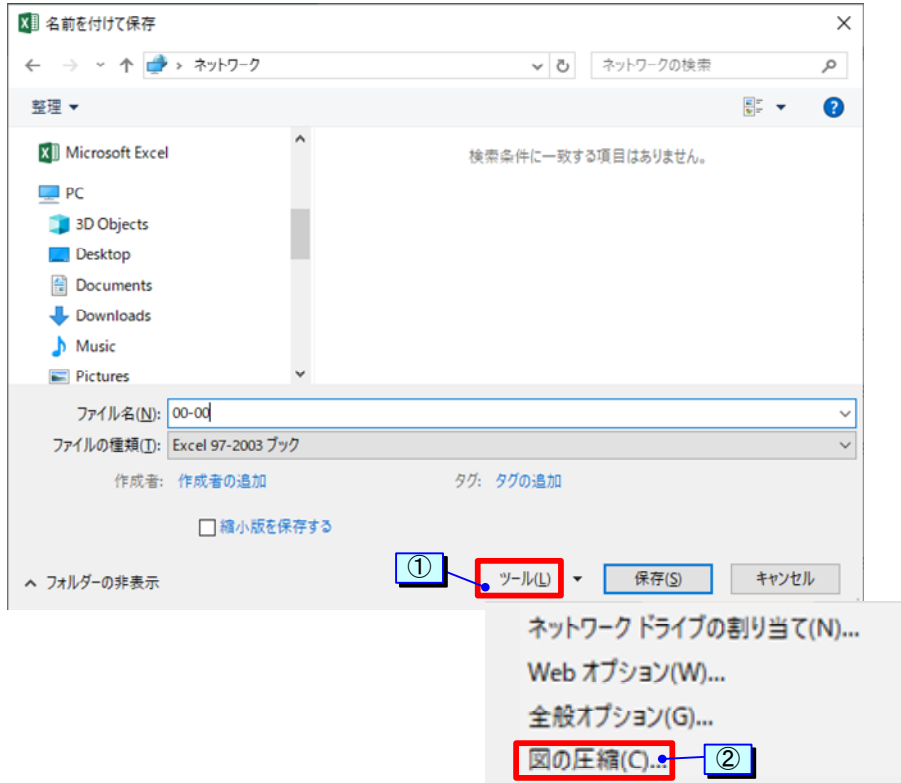 名前を付けて保存
ネットワーク
ネットワークの検索
整理
Microsoft Excel
検索条件に一致する項目はありません。
PC
3D Objects
Desktop
Documents
Downloads
Music
Pictures
ファイル名(N): 00-00
ファイルの種類(T): Excel 97-2003 ブック
作成者: 作成者の追加 タグ: タグの追加
縮小版を保存する
①
フォルダーの非表示 ツール(L) 保存(S) キャンセル
ネットワーク ドライブの割り当て(N)...
Web オプション(W)...
全般オプション(G)...
図の圧縮(C)... ②